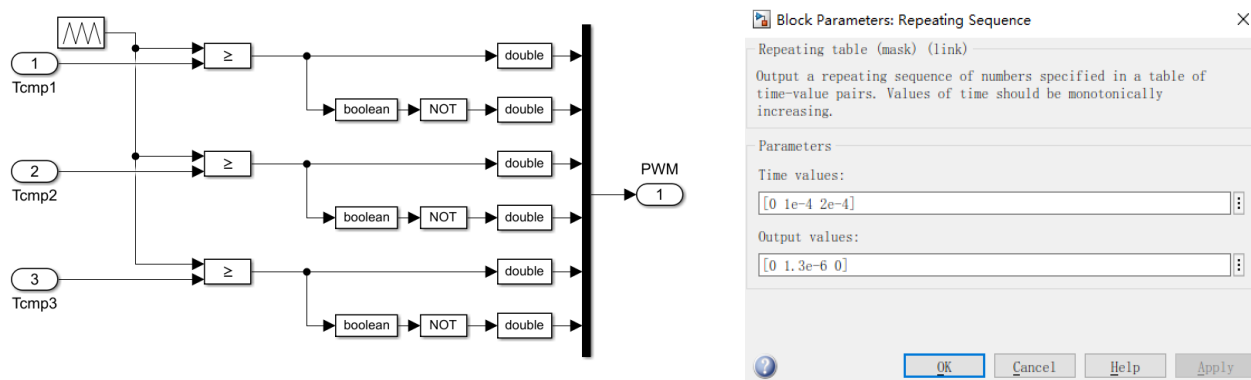 1
Tcmp1
≥
double
boolean
NOT
double
2
Tcmp2
≥
double
boolean
NOT
double
PWM
1
3
Tcmp3
≥
double
boolean
NOT
double
Block Parameters: Repeating Sequence
Repeating table (mask) (link)
Output a repeating sequence of numbers specified in a table of
time-value pairs. Values of time should be monotonically
increasing.
Parameters
Time values:
[0 1e-4 2e-4]
Output values:
[0 1.3e-6 0]
?
OK
Cancel
Help
Apply